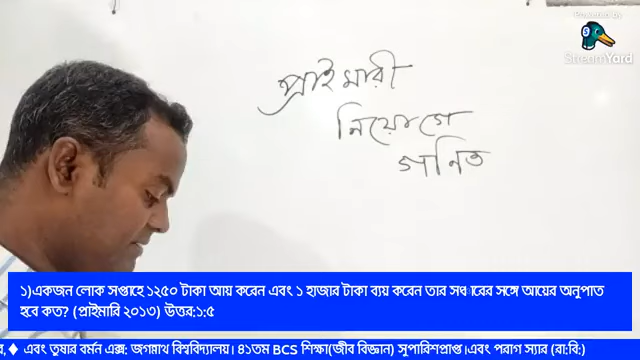 Powered by
StreamYard
প্রাইমারী
নিয়োগে
গনিত
১)একজন লোক সপ্তাহে ১২৫০ টাকা আয় করেন এবং ১ হাজার টাকা ব্যয় করেন তার সঞ্চয়ের সঙ্গে আয়ের অনুপাত
হবে কত? (প্রাইমারি ২০১৩) উত্তর:১:৫
♦ এবং তুষার বর্মন এক্স: জগন্নাথ বিশ্ববিদ্যালয়। ৪১তম BCS শিক্ষা(জীব বিজ্ঞান) সুপারিশপ্রাপ্ত।এবং পরাগ স্যার (রা:বি:)